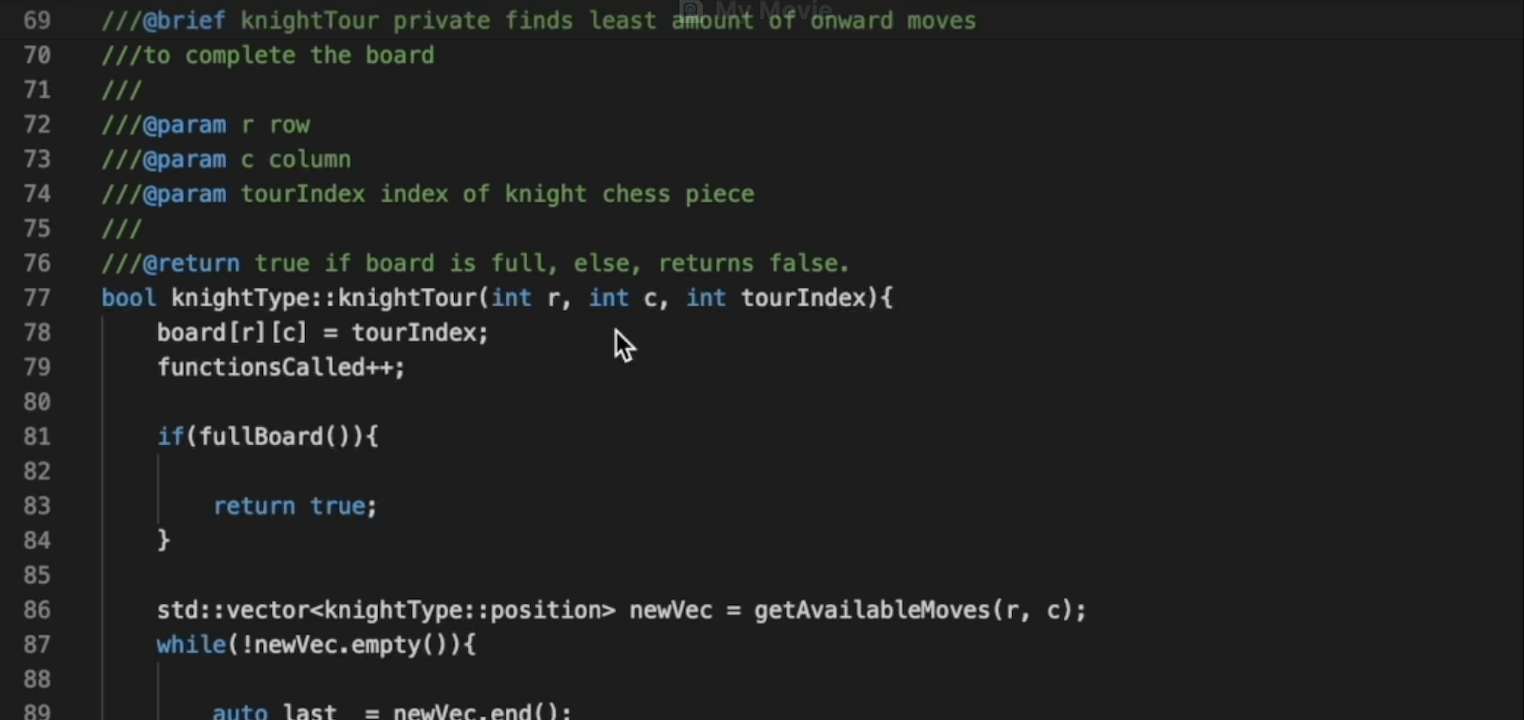 My Movie
69 ///@brief knightTour private finds least amount of onward moves
70 ///to complete the board
71 ///
72 ///@param r row
73 ///@param c column
74 ///@param tourIndex index of knight chess piece
75 ///
76 ///@return true if board is full, else, returns false.
77 bool knightType::knightTour(int r, int c, int tourIndex){
78 board[r][c] = tourIndex;
79 functionsCalled++;
80
81 if(fullBoard()){
82
83 return true;
84 }
85
86 std::vector<knightType::position> newVec = getAvailableMoves(r, c);
87 while(!newVec.empty()){
88
89 auto last = newVec.end();